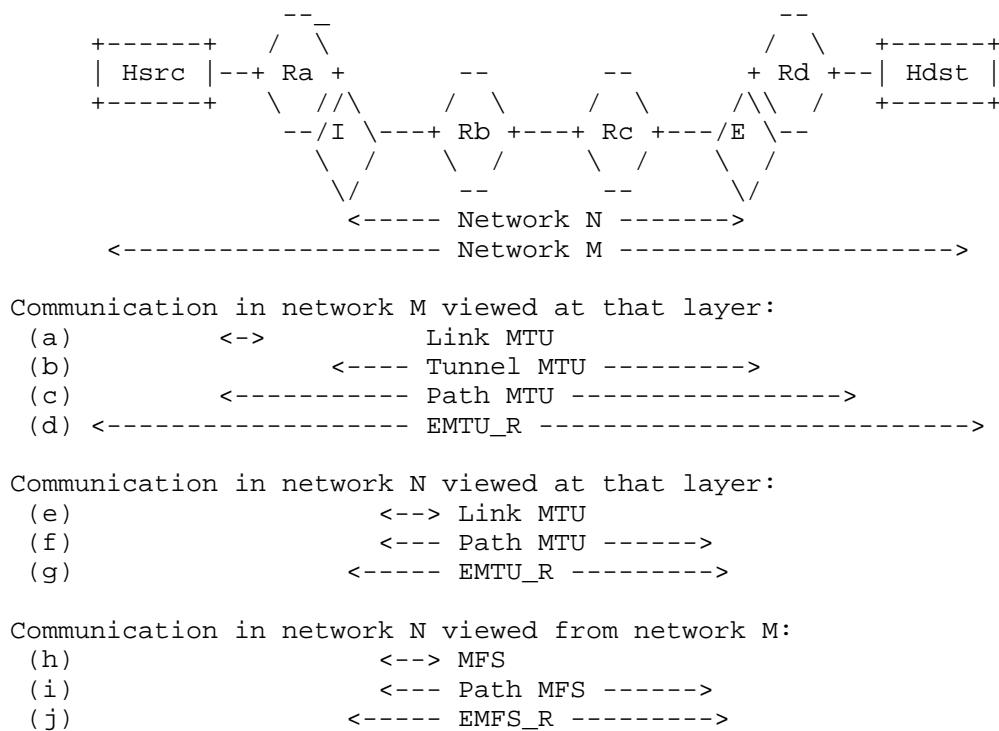 --_                                  --
       +------+    /  \                                /  \    +------+
       | Hsrc |--+ Ra +        --        --        + Rd +--| Hdst |
       +------+    \  //\      /  \      /  \      /\\  /    +------+
                       --/I  \---+ Rb +---+ Rc +---/E  \--
                          \  /     \  /      \  /      \  /
                           \/       --        --        \/
                            <----- Network N ------->
        <-------------------- Network M --------------------->

Communication in network M viewed at that layer:
 (a)            <->            Link MTU
 (b)                     <---- Tunnel MTU --------->
 (c)            <----------- Path MTU ----------------->
 (d) <------------------- EMTU_R --------------------------->

Communication in network N viewed at that layer:
 (e)                        <--> Link MTU
 (f)                        <--- Path MTU ------>
 (g)                      <----- EMTU_R --------->

Communication in network N viewed from network M:
 (h)                        <--> MFS
 (i)                        <--- Path MFS ------>
 (j)                      <----- EMFS_R --------->